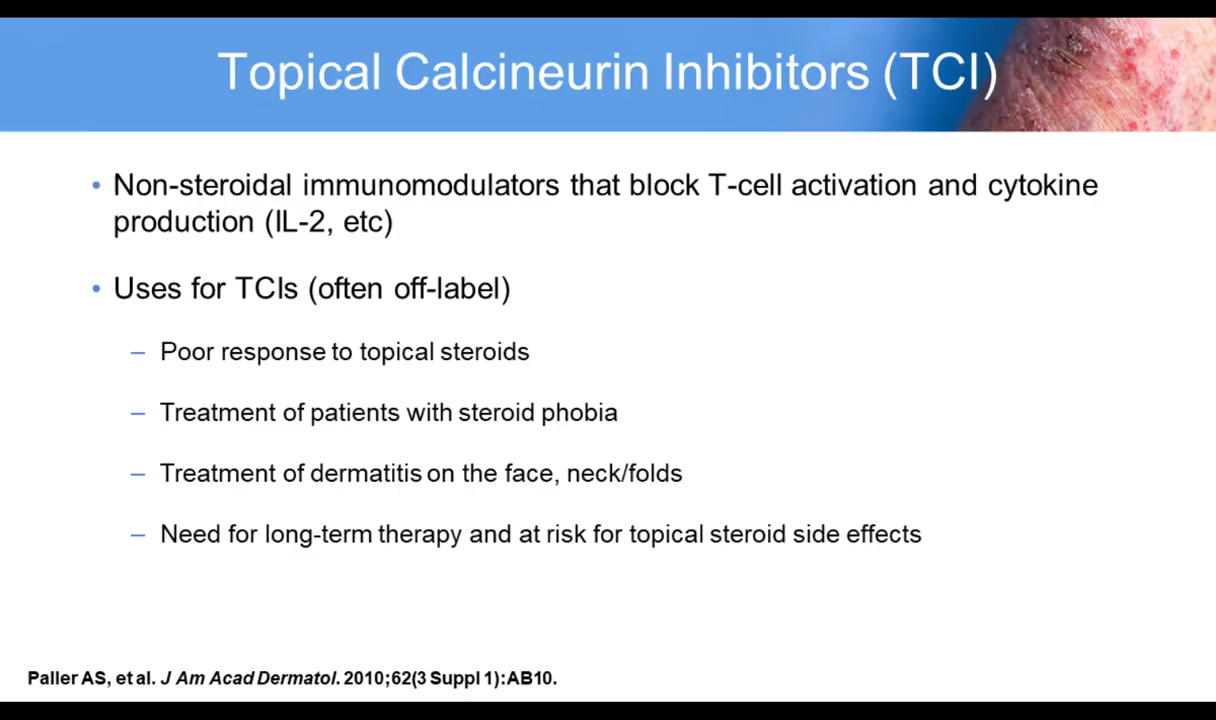 Topical Calcineurin Inhibitors (TCI)
• Non-steroidal immunomodulators that block T-cell activation and cytokine
production (IL-2, etc)
• Uses for TCIs (often off-label)
– Poor response to topical steroids
– Treatment of patients with steroid phobia
– Treatment of dermatitis on the face, neck/folds
– Need for long-term therapy and at risk for topical steroid side effects
Paller AS, et al. J Am Acad Dermatol. 2010;62(3 Suppl 1):AB10.